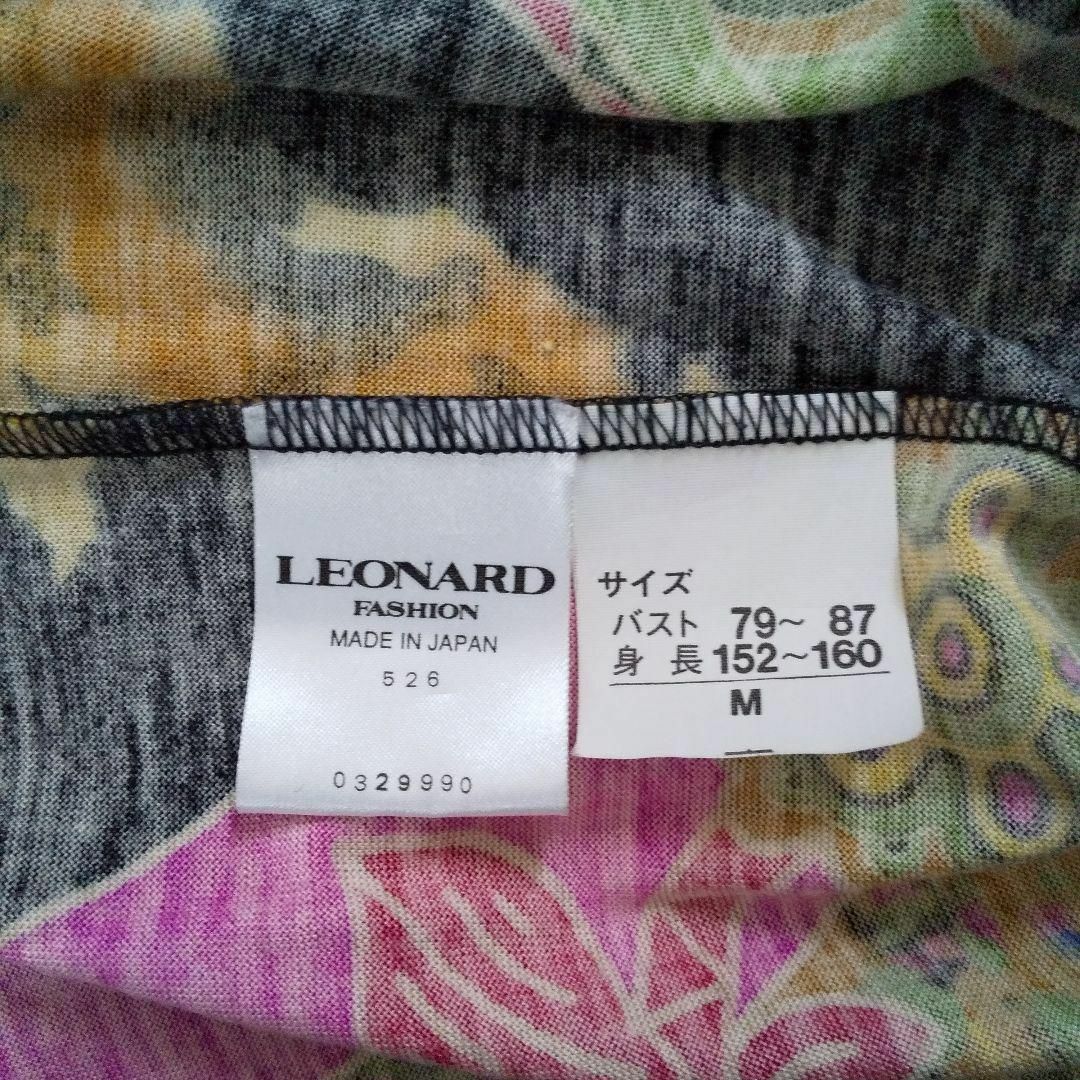 LEONARD
FASHION
MADE IN JAPAN
526
0329990
サイズ
バスト 79~ 87
身 長 152~160
M